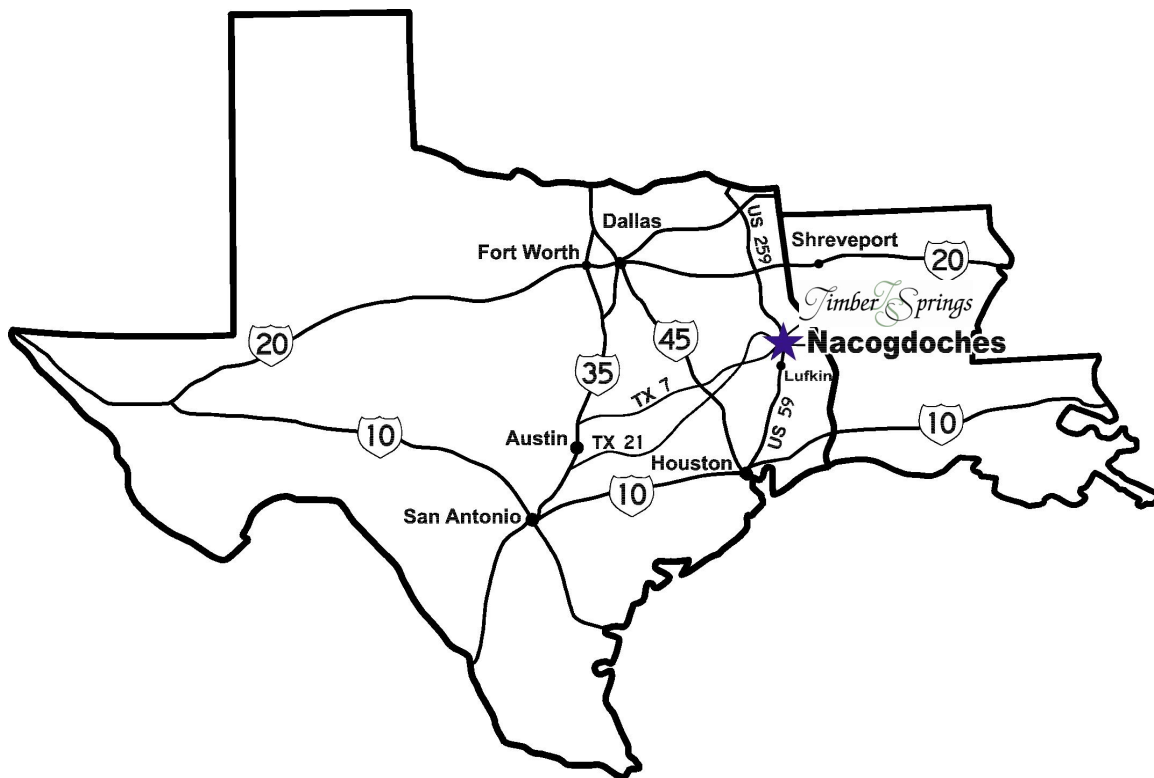 Dallas
US 259
Fort Worth
Shreveport
20
Timber TS Springs
20
45
Nacogdoches
35
Lufkin
TX 7
US 59
10
Austin
TX 21
10
Houston
10
San Antonio